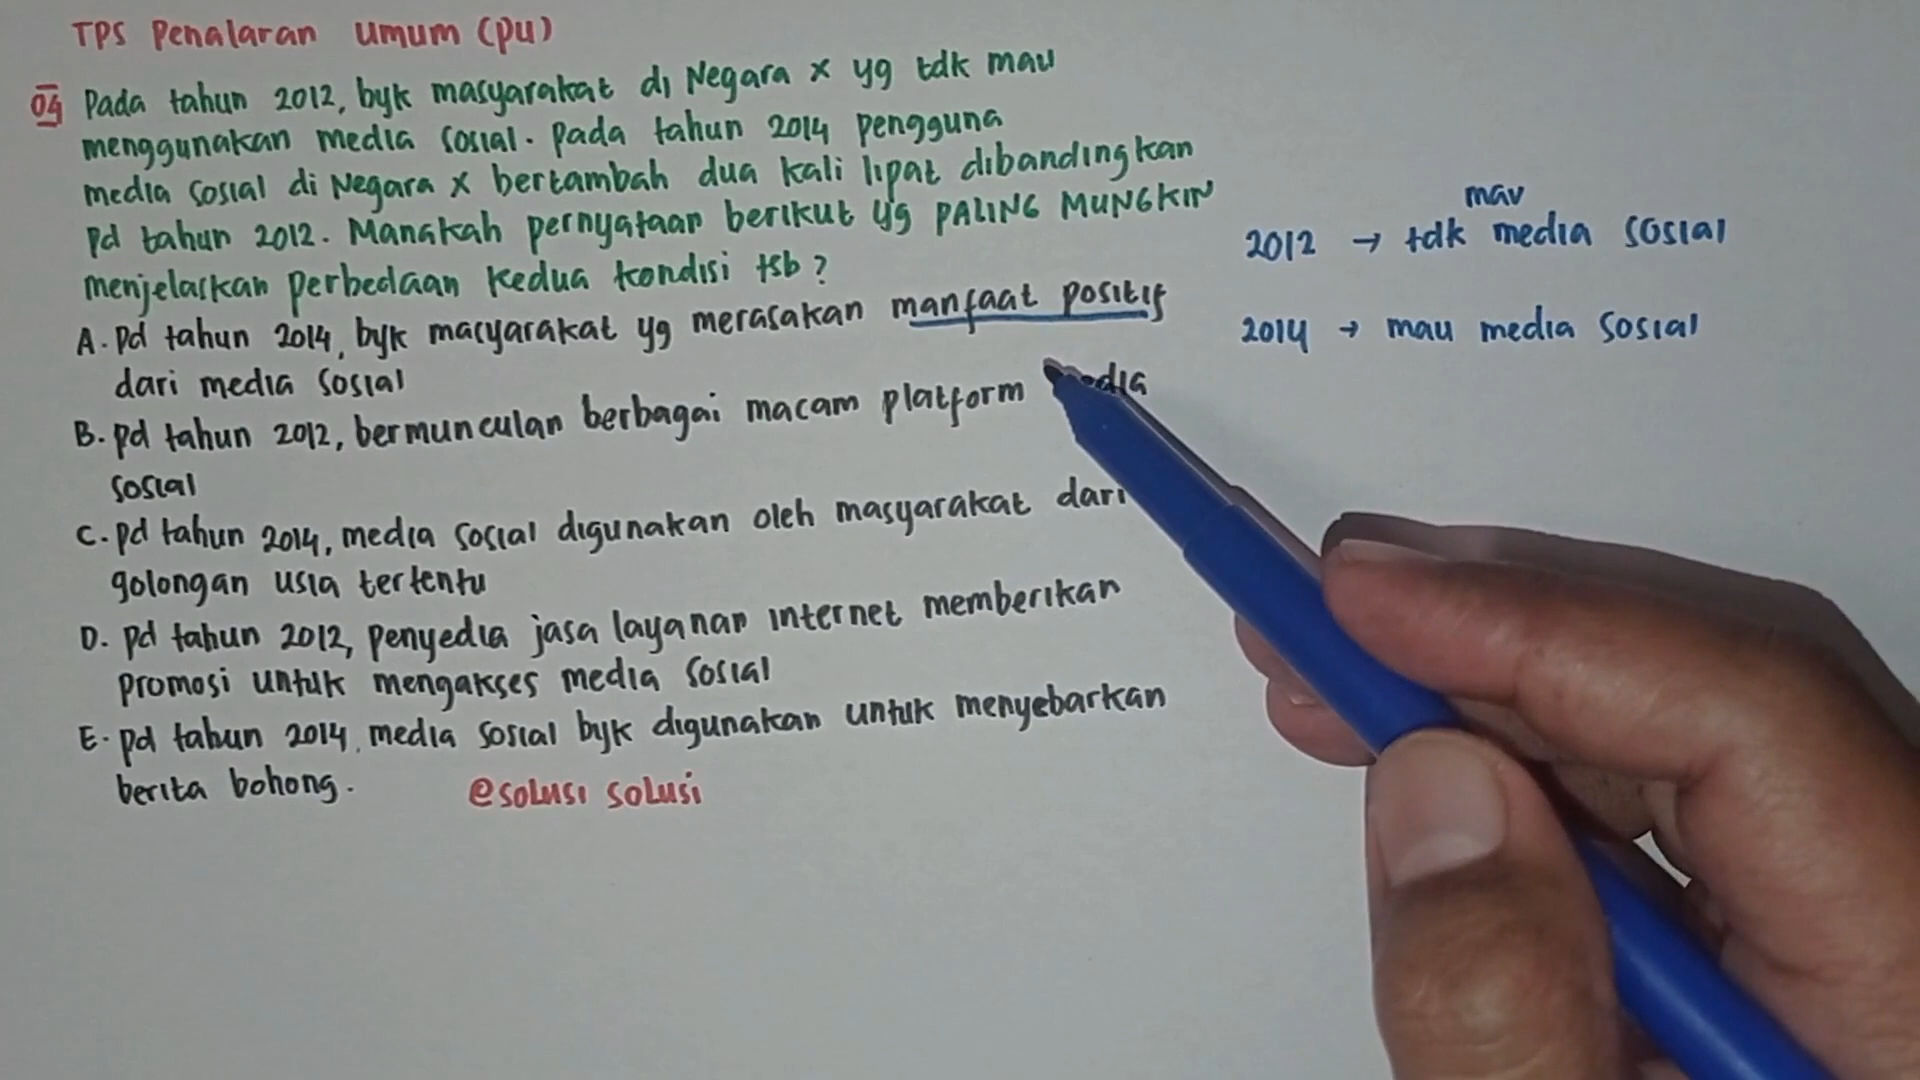 TPS Penalaran Umum (PU)
04 Pada tahun 2012, byk masyarakat di Negara x yg tdk mau
menggunakan media sosial. Pada tahun 2014 pengguna
media sosial di Negara x bertambah dua kali lipat dibandingkan
Pd tahun 2012. Manakah pernyataan berikut yg PALING MUNGKIN
menjelaskan perbedaan kedua kondisi tsb?
A. Pd tahun 2014, byk masyarakat yg merasakan manfaat positif
dari media sosial
B. Pd tahun 2012, bermunculan berbagai macam platform
sosial
C. Pd tahun 2014, media sosial digunakan oleh masyarakat dari
golongan usia tertentu
D. Pd tahun 2012, penyedia jasa layanan internet memberikan
promosi untuk mengakses media sosial
E. Pd tahun 2014, media sosial byk digunakan untuk menyebarkan
berita bohong.
@solusi solusi
mau
2012 → tdk media sosial
2014 → mau media sosial